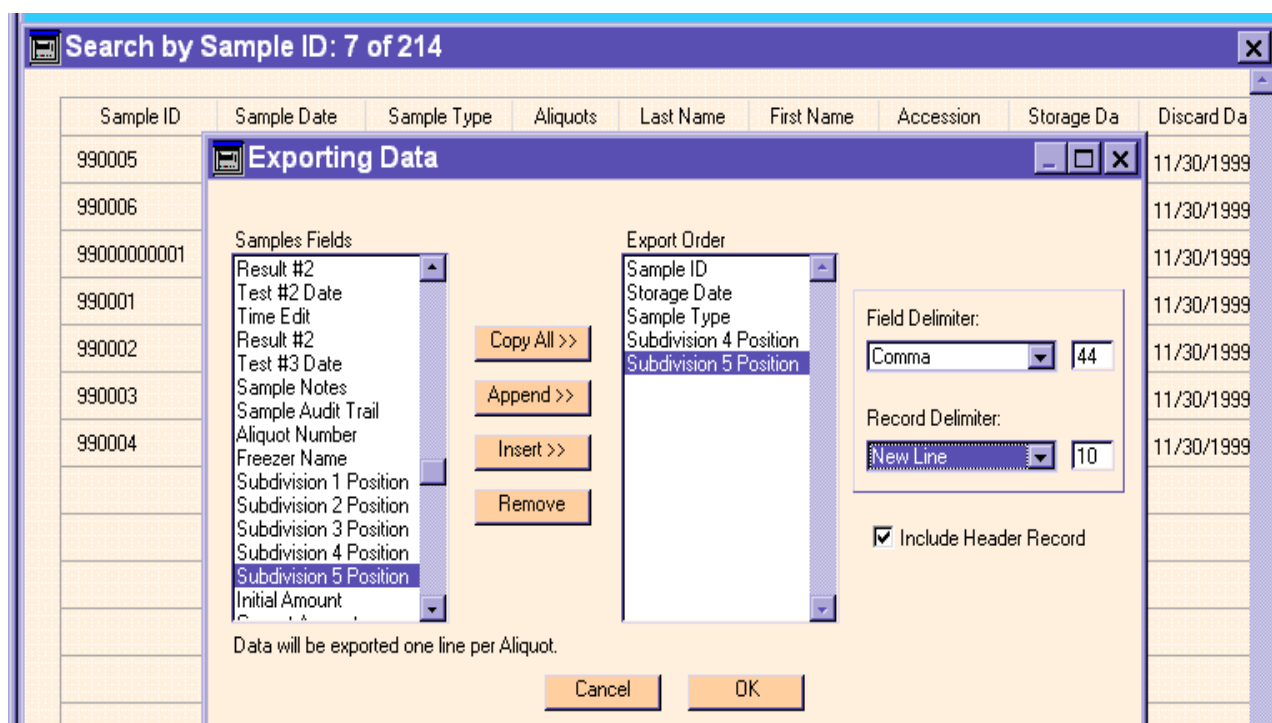 Search by Sample ID: 7 of 214
Sample ID Sample Date Sample Type Aliquots Last Name First Name Accession Storage Da Discard Da
990005
990006
99000000001
990001
990002
990003
990004
11/30/1999
11/30/1999
11/30/1999
11/30/1999
11/30/1999
11/30/1999
11/30/1999
Exporting Data
Samples Fields
Result #2
Test #2 Date
Time Edit
Result #2
Test #3 Date
Sample Notes
Sample Audit Trail
Aliquot Number
Freezer Name
Subdivision 1 Position
Subdivision 2 Position
Subdivision 3 Position
Subdivision 4 Position
Subdivision 5 Position
Initial Amount
Copy All >>
Append >>
Insert >>
Remove
Export Order
Sample ID
Storage Date
Sample Type
Subdivision 4 Position
Subdivision 5 Position
Field Delimiter:
Comma 44
Record Delimiter:
New Line 10
Include Header Record
Data will be exported one line per Aliquot.
Cancel OK